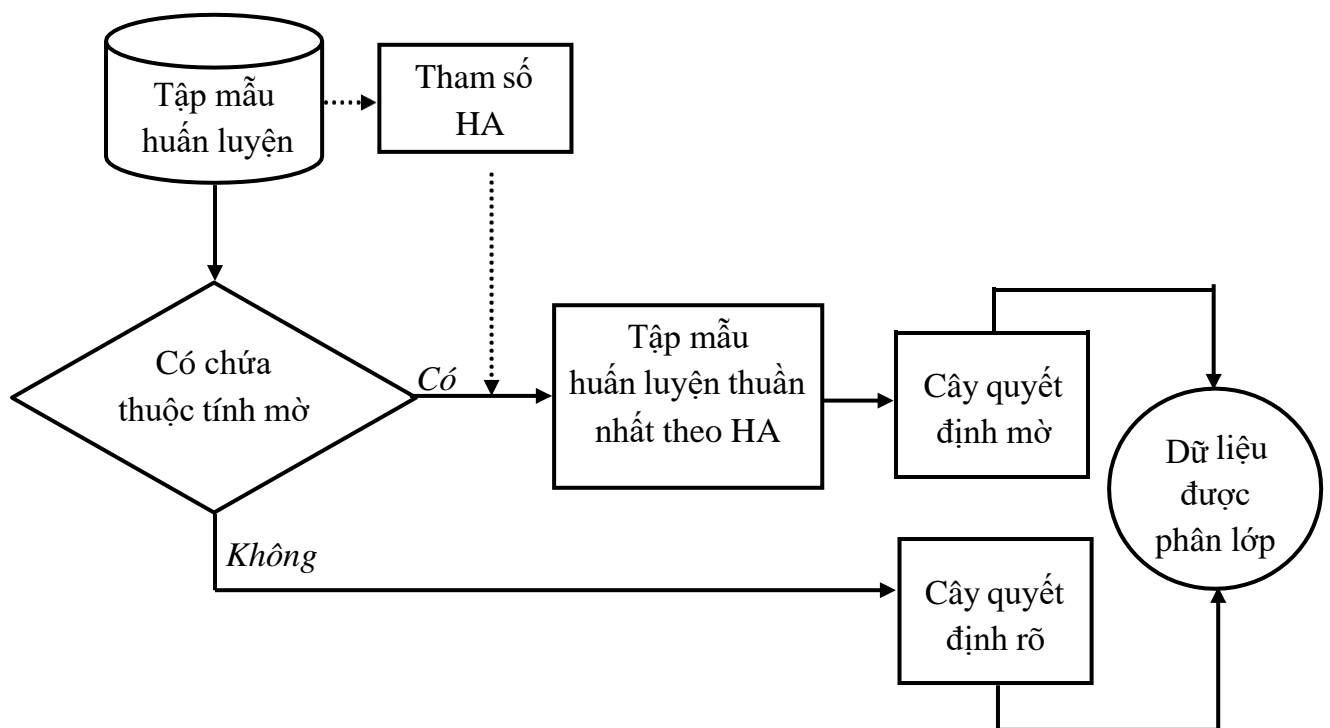 Tập mẫu
huấn luyện
Tham số
HA
Có chứa
thuộc tính mờ
Có
Tập mẫu
huấn luyện thuần
nhất theo HA
Cây quyết
định mờ
Dữ liệu
được
phân lớp
Không
Cây quyết
định rõ